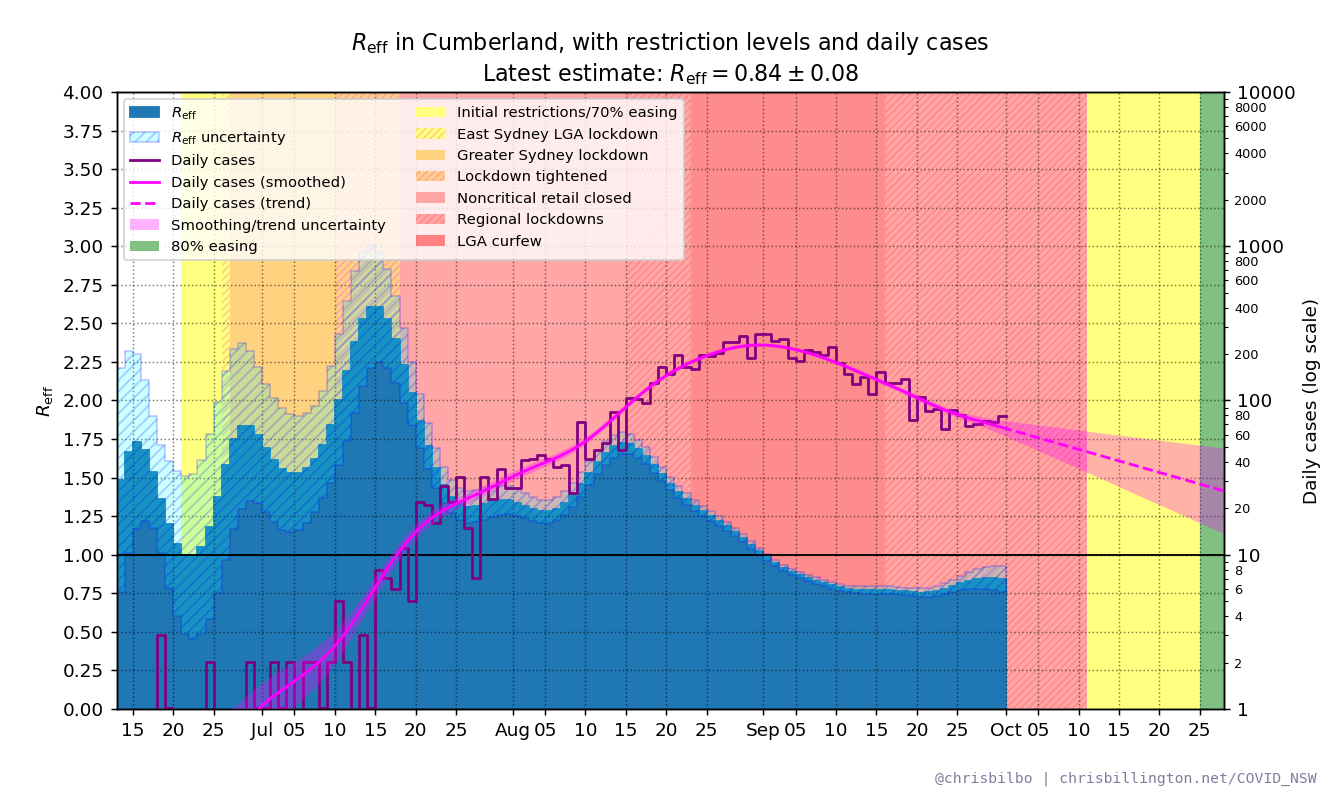 Reff in Cumberland, with restriction levels and daily cases
Latest estimate: Reff = 0.84 ± 0.08
Reff
Reff uncertainty
Daily cases
Daily cases (smoothed)
Daily cases (trend)
Smoothing/trend uncertainty
80% easing
Initial restrictions/70% easing
East Sydney LGA lockdown
Greater Sydney lockdown
Lockdown tightened
Noncritical retail closed
Regional lockdowns
LGA curfew
Reff
4.00
3.75
3.50
3.25
3.00
2.75
2.50
2.25
2.00
1.75
1.50
1.25
1.00
0.75
0.50
0.25
0.00
10000
8000
6000
4000
2000
1000
800
600
400
200
100
80
60
40
20
10
8
6
4
2
1
Daily cases (log scale)
15 20 25 Jul 05 10 15 20 25 Aug 05 10 15 20 25 Sep 05 10 15 20 25 Oct 05 10 15 20 25
@chrisbilbo | chrisbillington.net/COVID_NSW